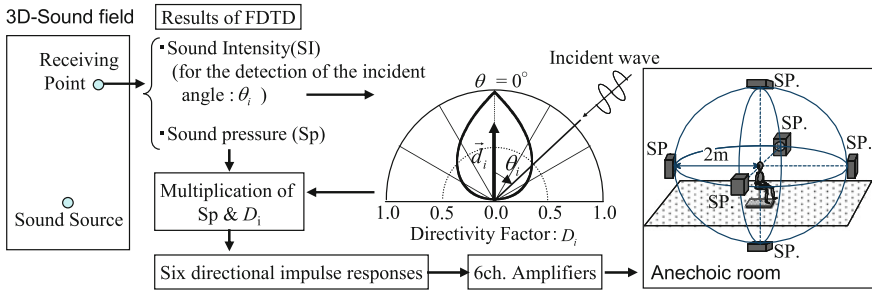 3D-Sound field
Receiving
Point
Sound Source
Results of FDTD
・Sound Intensity(SI)
(for the detection of the incident
angle : θi )
・Sound pressure (Sp)
Multiplication of
Sp & Di
Six directional impulse responses
6ch. Amplifiers
Incident wave
θ = 0°
d⃗i
θi
1.0 0.5 0.0 0.5 1.0
Directivity Factor : Di
SP.
SP.
SP.
SP.
2m
SP.
SP.
Anechoic room